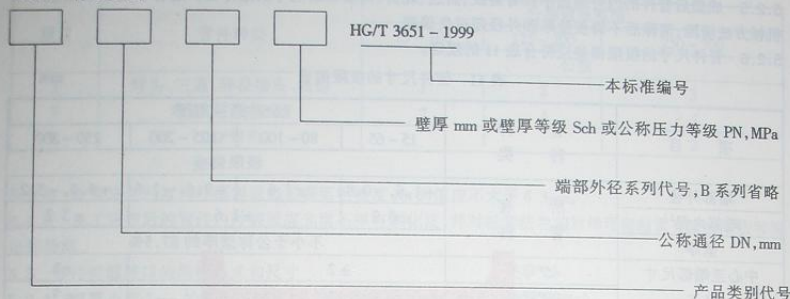 HG/T 3651-1999
本标准编号
壁厚 mm 或壁厚等级 Sch 或公称压力等级 PN,MPa
端部外径系列代号,B 系列省略
公称通径 DN,mm
产品类别代号